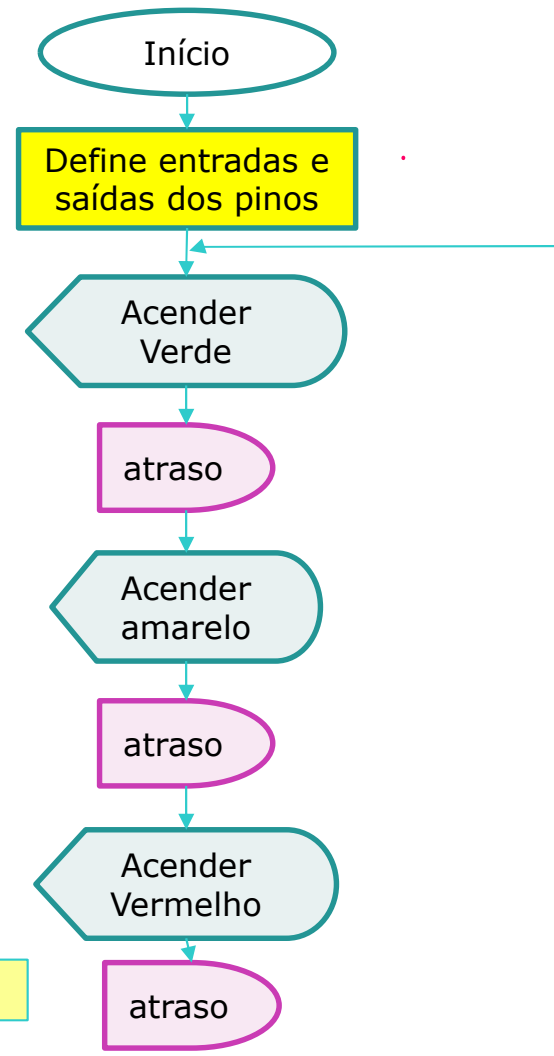 Início
Define entradas e
saídas dos pinos
Acender
Verde
atraso
Acender
amarelo
atraso
Acender
Vermelho
atraso